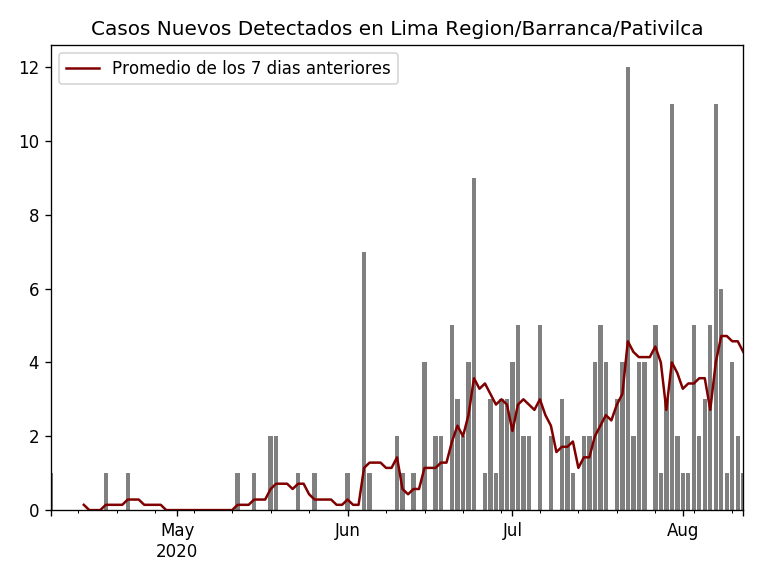 Casos Nuevos Detectados en Lima Region/Barranca/Pativilca
Promedio de los 7 dias anteriores
12
10
8
6
4
2
0
May
2020
Jun
Jul
Aug